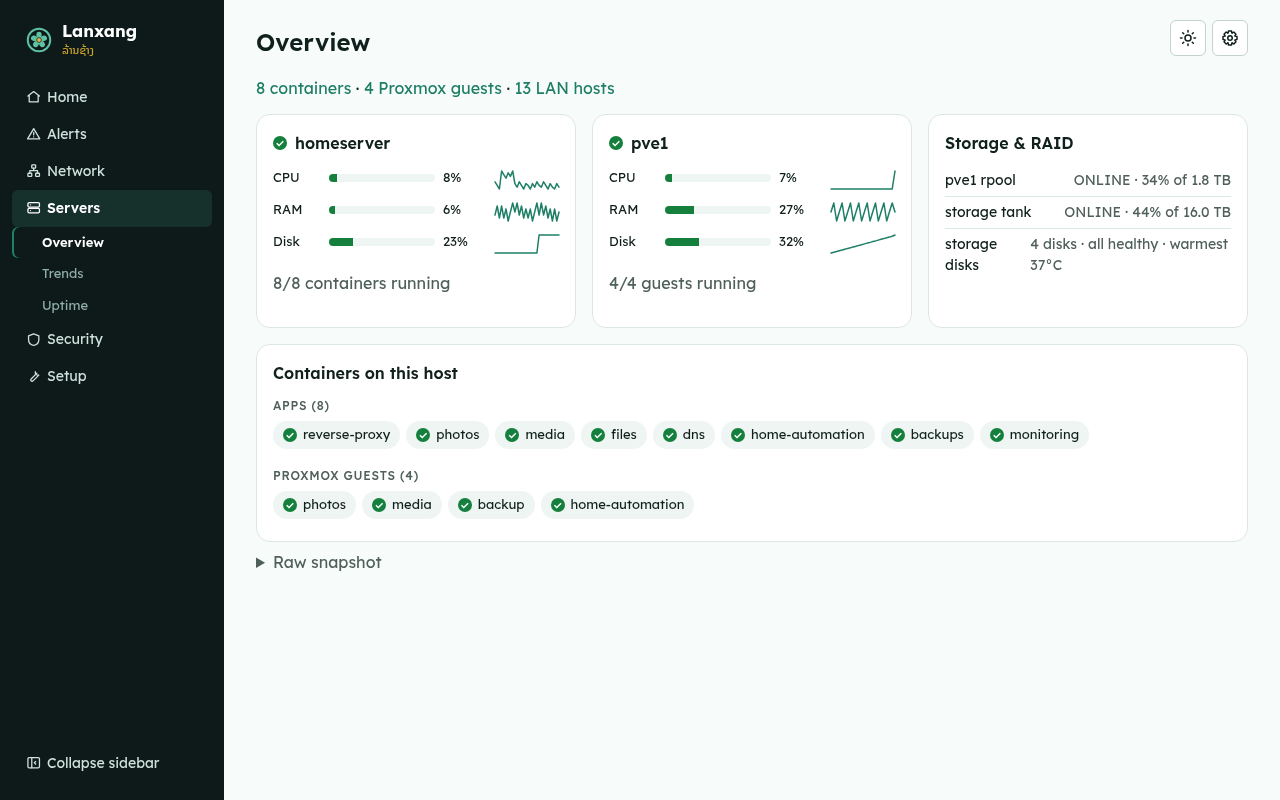 Lanxang
ລ້ານຊ້າງ
Home
Alerts
Network
Servers
Overview
Trends
Uptime
Security
Setup
Collapse sidebar
Overview
8 containers · 4 Proxmox guests · 13 LAN hosts
homeserver
CPU 8%
RAM 6%
Disk 23%
8/8 containers running
pve1
CPU 7%
RAM 27%
Disk 32%
4/4 guests running
Storage & RAID
pve1 rpool ONLINE · 34% of 1.8 TB
storage tank ONLINE · 44% of 16.0 TB
storage disks 4 disks · all healthy · warmest 37°C
Containers on this host
APPS (8)
reverse-proxy photos media files dns home-automation backups monitoring
PROXMOX GUESTS (4)
photos media backup home-automation
Raw snapshot